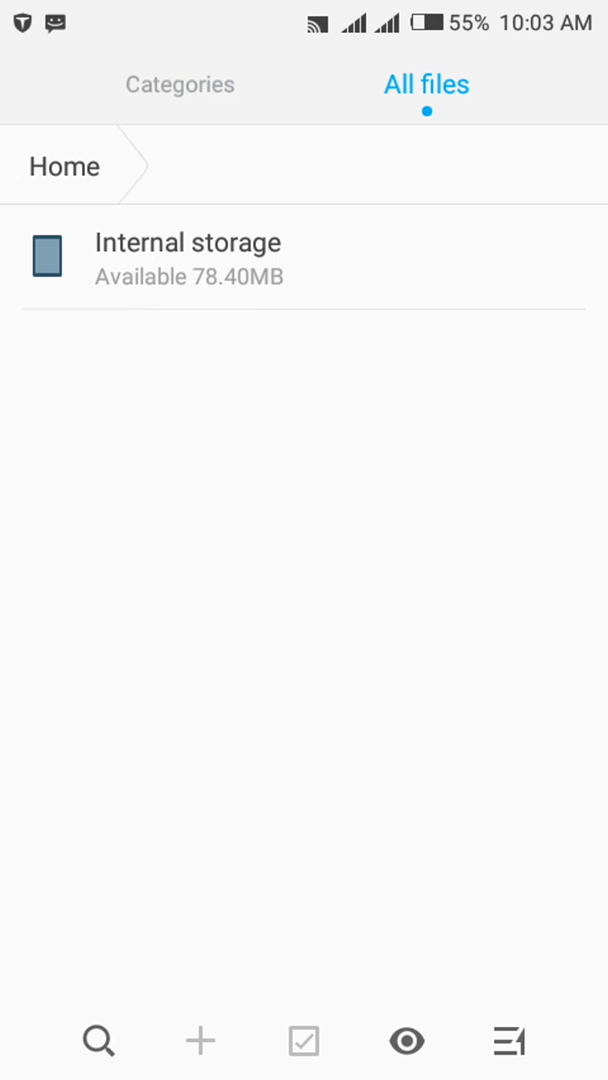 55% 10:03 AM
Categories All files
Home
Internal storage
Available 78.40MB